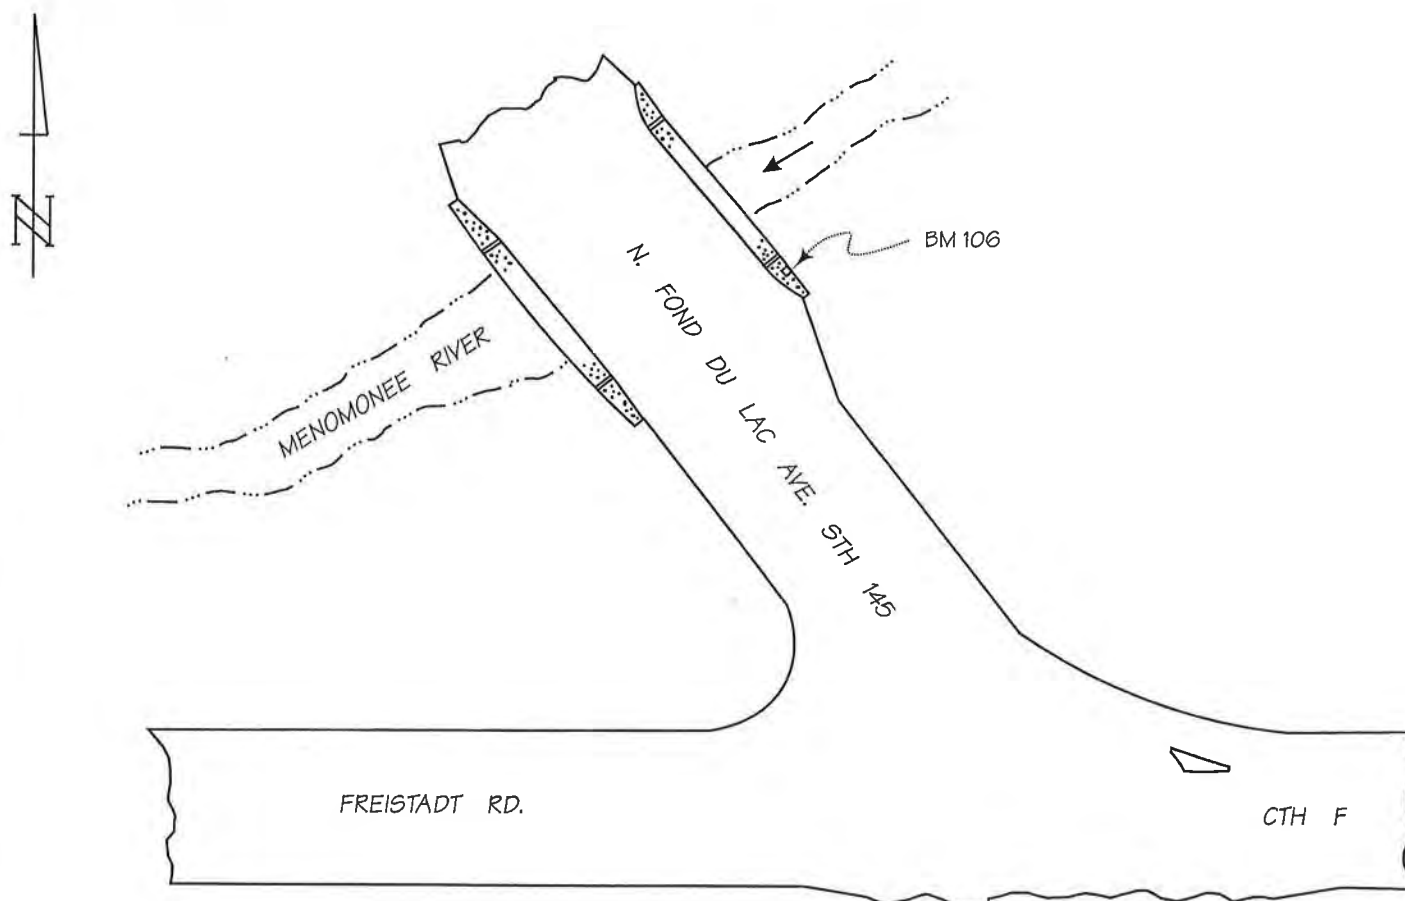 N
BM 106
N. FOND DU LAC AVE. STH 145
MENOMONEE RIVER
FREISTADT RD.
CTH F